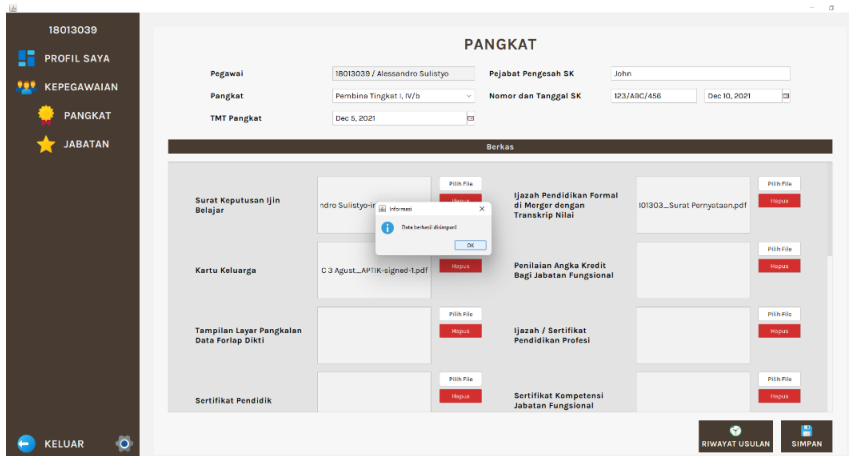 18013039
PROFIL SAYA
KEPEGAWAIAN
PANGKAT
JABATAN
KELUAR
PANGKAT
Pegawai
18013039 / Alessandro Sulistyo
Pejabat Pengesah SK
John
Pangkat
Pembina Tingkat I, IV/b
Nomor dan Tanggal SK
123/ABC/456
Dec 10, 2021
TMT Pangkat
Dec 5, 2021
Berkas
Surat Keputusan Ijin
Belajar
ndro Sulistyo-ir
Pilih File
Hapus
Ijazah Pendidikan Formal
di Merger dengan
Transkrip Nilai
I01303_Surat Pernyataan.pdf
Pilih File
Hapus
Informasi
Data berhasil disimpan!
OK
Kartu Keluarga
C 3 Agust_APTIK-signed-1.pdf
Hapus
Penilaian Angka Kredit
Bagi Jabatan Fungsional
Pilih File
Hapus
Tampilan Layar Pangkalan
Data Forlap Dikti
Pilih File
Hapus
Ijazah / Sertifikat
Pendidikan Profesi
Pilih File
Hapus
Sertifikat Pendidik
Pilih File
Hapus
Sertifikat Kompetensi
Jabatan Fungsional
Pilih File
Hapus
RIWAYAT USULAN
SIMPAN